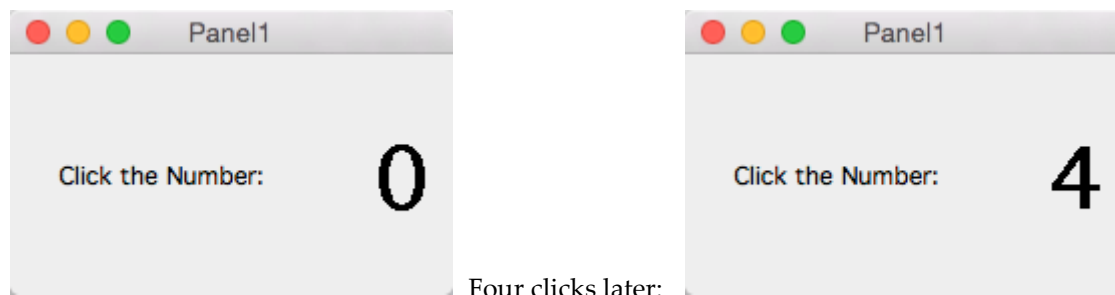 Panel1
Click the Number: 0
Four clicks later:
Panel1
Click the Number: 4